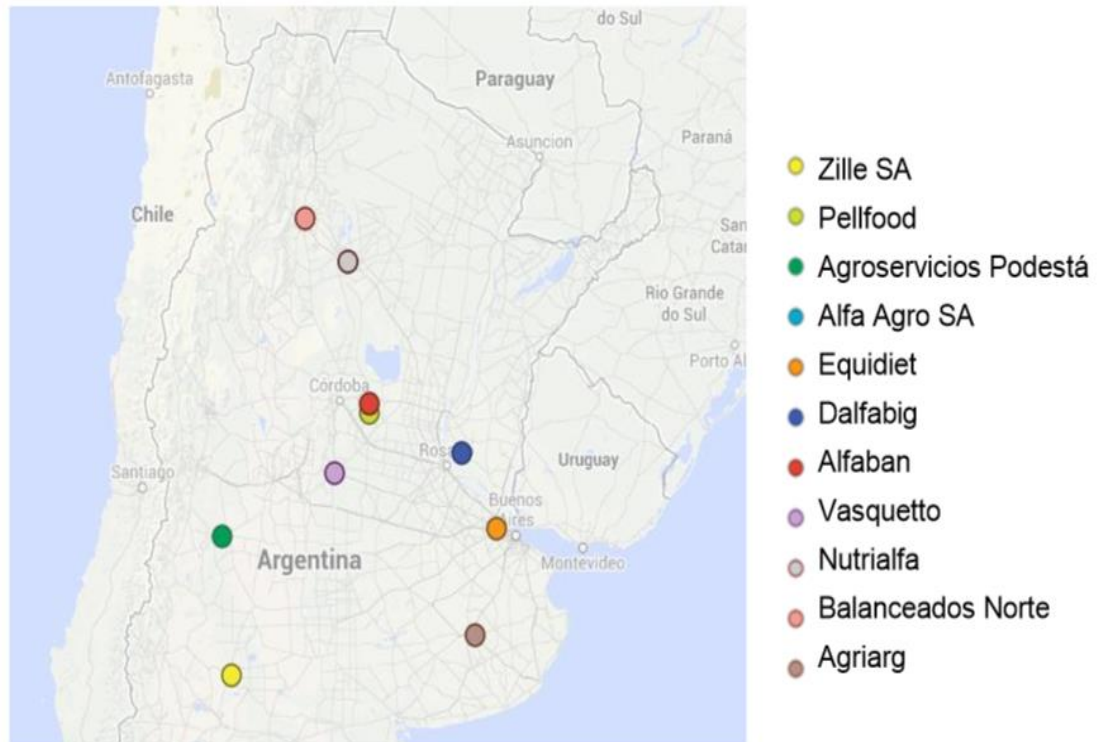 do Sul
Antofagasta
Paraguay
Asuncion
Paraná
Chile
San
Catar
Rio Grande
do Sul
Porto Al
Córdoba
Ros
Uruguay
Santiago
Buenos
Aires
Argentina
Montevideo
Zille SA
Pellfood
Agroservicios Podestá
Alfa Agro SA
Equidiet
Dalfabig
Alfaban
Vasquetto
Nutrialfa
Balanceados Norte
Agriarg